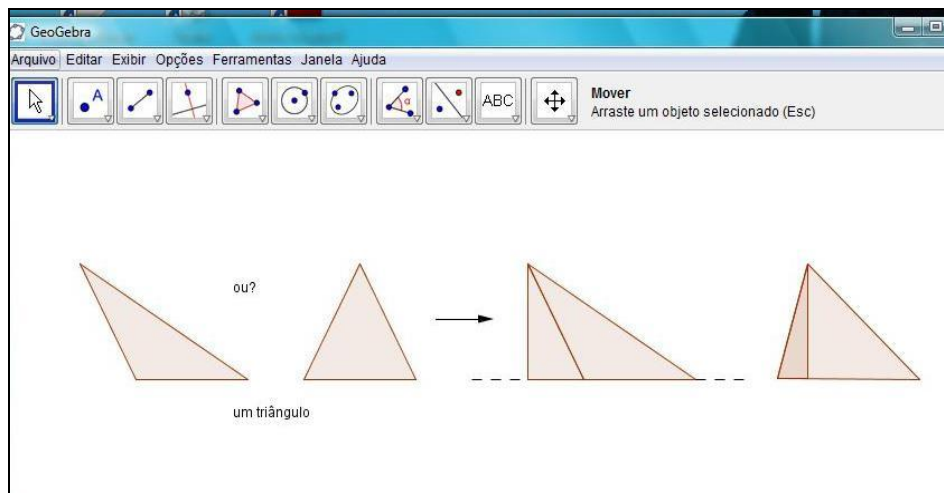 GeoGebra
Arquivo Editar Exibir Opções Ferramentas Janela Ajuda
A
α
ABC
Mover
Arraste um objeto selecionado (Esc)
ou?
um triângulo